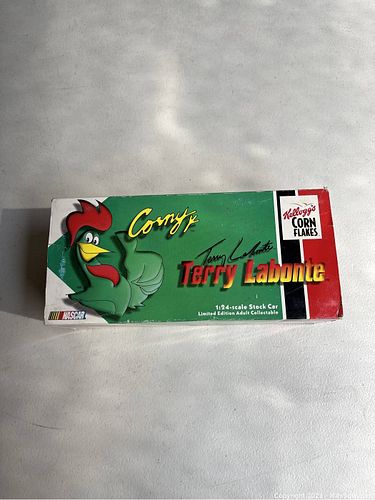 Corny
Kellogg's
CORN
FLAKES
Terry Labonte
Terry Labonte
1:24-scale Stock Car
Limited Edition Adult Collectable
NASCAR